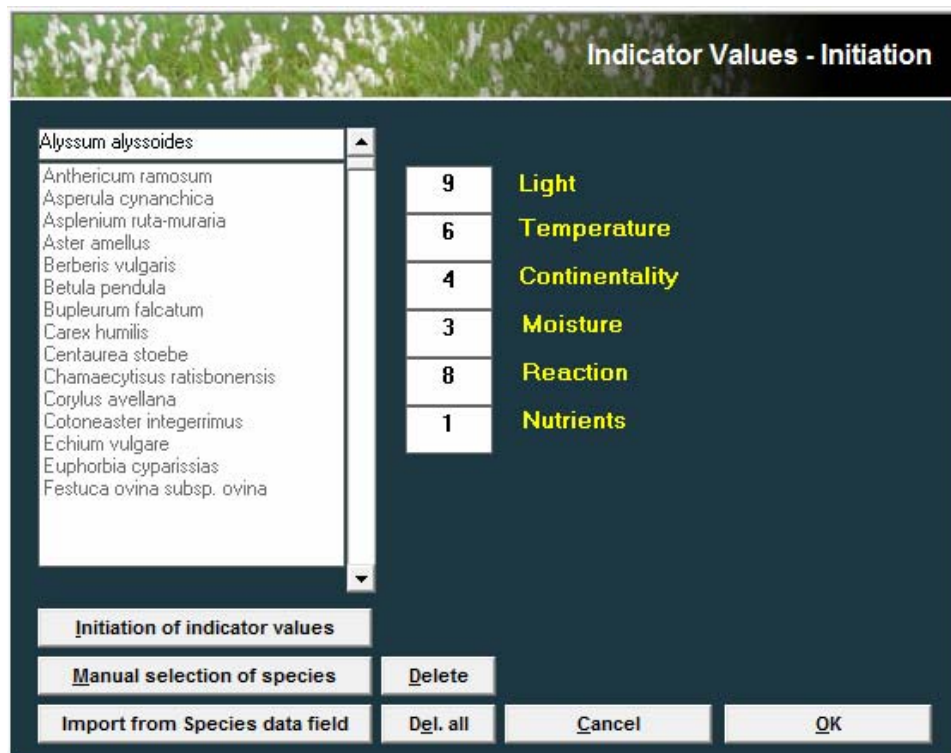 Indicator Values - Initiation
Alyssum alyssoides
Anthericum ramosum
Asperula cynanchica
Asplenium ruta-muraria
Aster amellus
Berberis vulgaris
Betula pendula
Bupleurum falcatum
Carex humilis
Centaurea stoebe
Chamaecytisus ratisbonensis
Corylus avellana
Cotoneaster integerrimus
Echium vulgare
Euphorbia cyparissias
Festuca ovina subsp. ovina
9 Light
6 Temperature
4 Continentality
3 Moisture
8 Reaction
1 Nutrients
Initiation of indicator values
Manual selection of species Delete
Import from Species data field Del. all Cancel OK